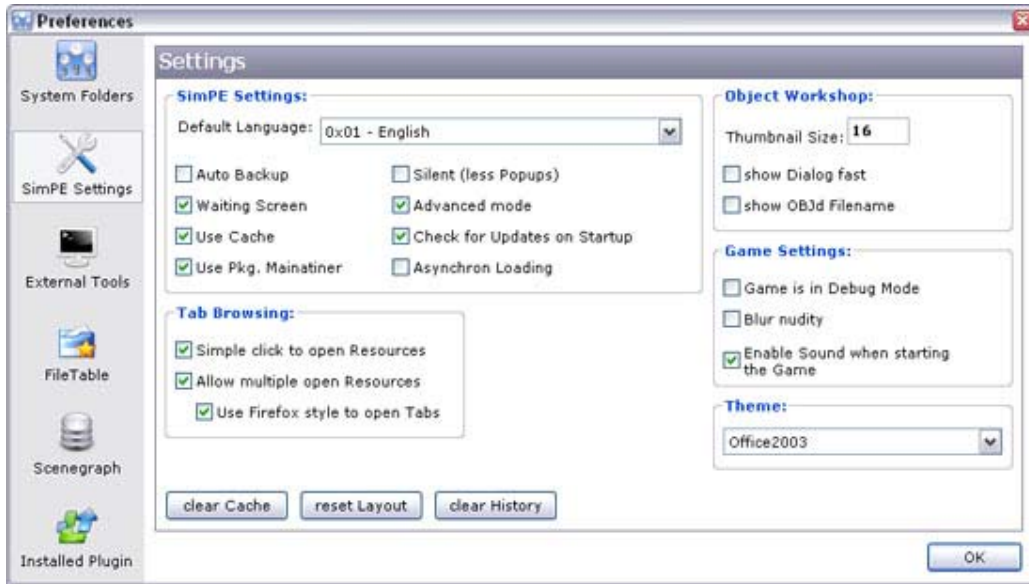 Preferences
System Folders
SimPE Settings
External Tools
FileTable
Scenegraph
Installed Plugin
Settings
SimPE Settings:
Default Language: 0x01 - English
Auto Backup
Silent (less Popups)
Waiting Screen
Advanced mode
Use Cache
Check for Updates on Startup
Use Pkg. Mainatiner
Asynchron Loading
Tab Browsing:
Simple click to open Resources
Allow multiple open Resources
Use Firefox style to open Tabs
Object Workshop:
Thumbnail Size: 16
show Dialog fast
show OBJd Filename
Game Settings:
Game is in Debug Mode
Blur nudity
Enable Sound when starting
the Game
Theme:
Office2003
clear Cache
reset Layout
clear History
OK